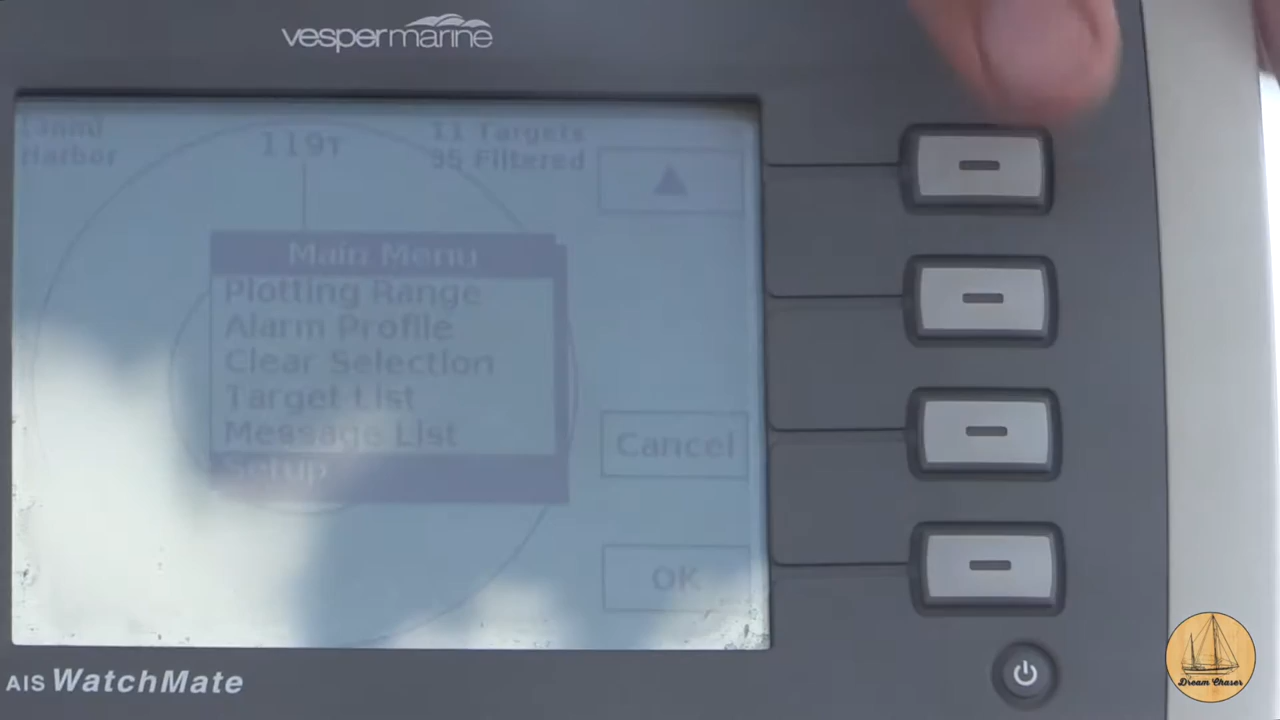 vespermarine
119T
11 Targets
Harbor
35 Filtered
Main Menu
Plotting Range
Alarm Profile
Clear Selection
Target List
Message List
Cancel
Setup
OK
AIS WatchMate
Dream Chaser